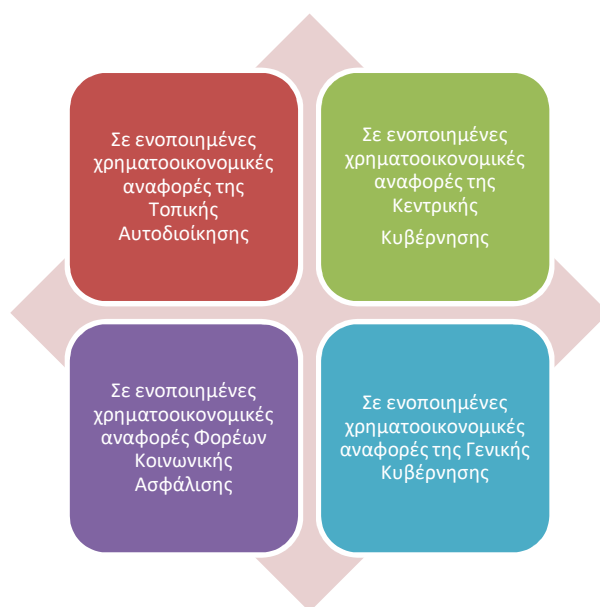 Σε ενοποιημένες
χρηματοοικονομικές
αναφορές της
Τοπικής
Αυτοδιοίκησης
Σε ενοποιημένες
χρηματοοικονομικές
αναφορές της
Κεντρικής
Κυβέρνησης
Σε ενοποιημένες
χρηματοοικονομικές
αναφορές Φορέων
Κοινωνικής
Ασφάλισης
Σε ενοποιημένες
χρηματοοικονομικές
αναφορές της Γενικής
Κυβέρνησης